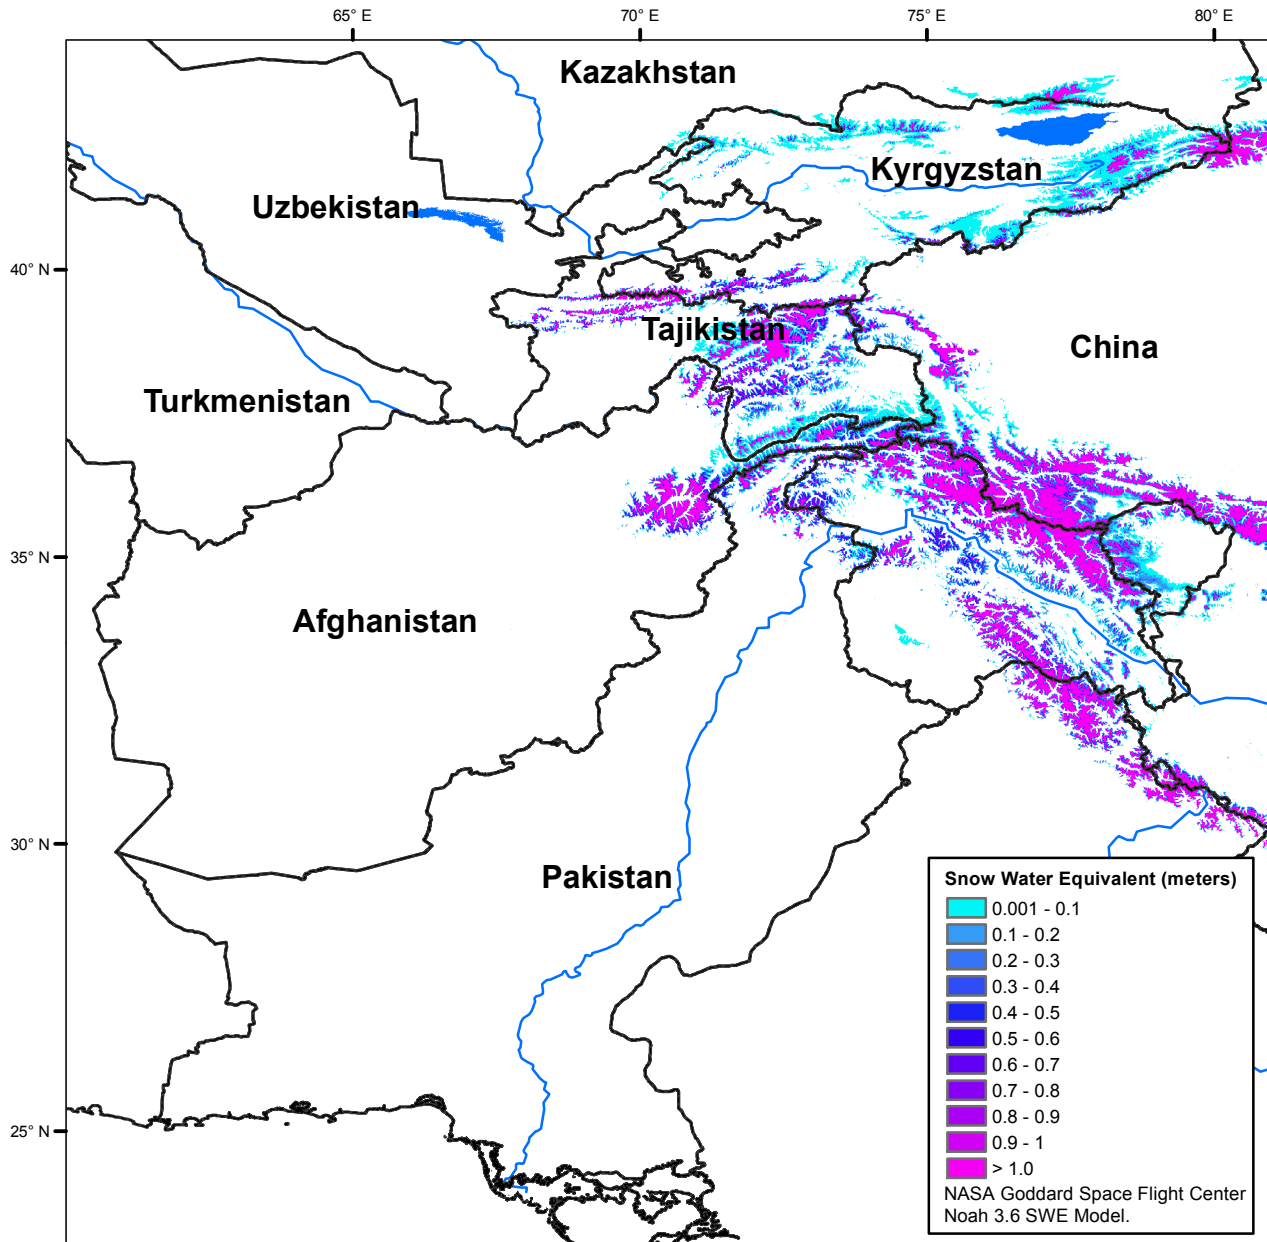 65° E
70° E
75° E
80° E
Kazakhstan
Kyrgyzstan
Uzbekistan
40° N
Tajikistan
China
Turkmenistan
35° N
Afghanistan
30° N
Pakistan
25° N
Snow Water Equivalent (meters)
0.001 - 0.1
0.1 - 0.2
0.2 - 0.3
0.3 - 0.4
0.4 - 0.5
0.5 - 0.6
0.6 - 0.7
0.7 - 0.8
0.8 - 0.9
0.9 - 1
> 1.0
NASA Goddard Space Flight Center
Noah 3.6 SWE Model.